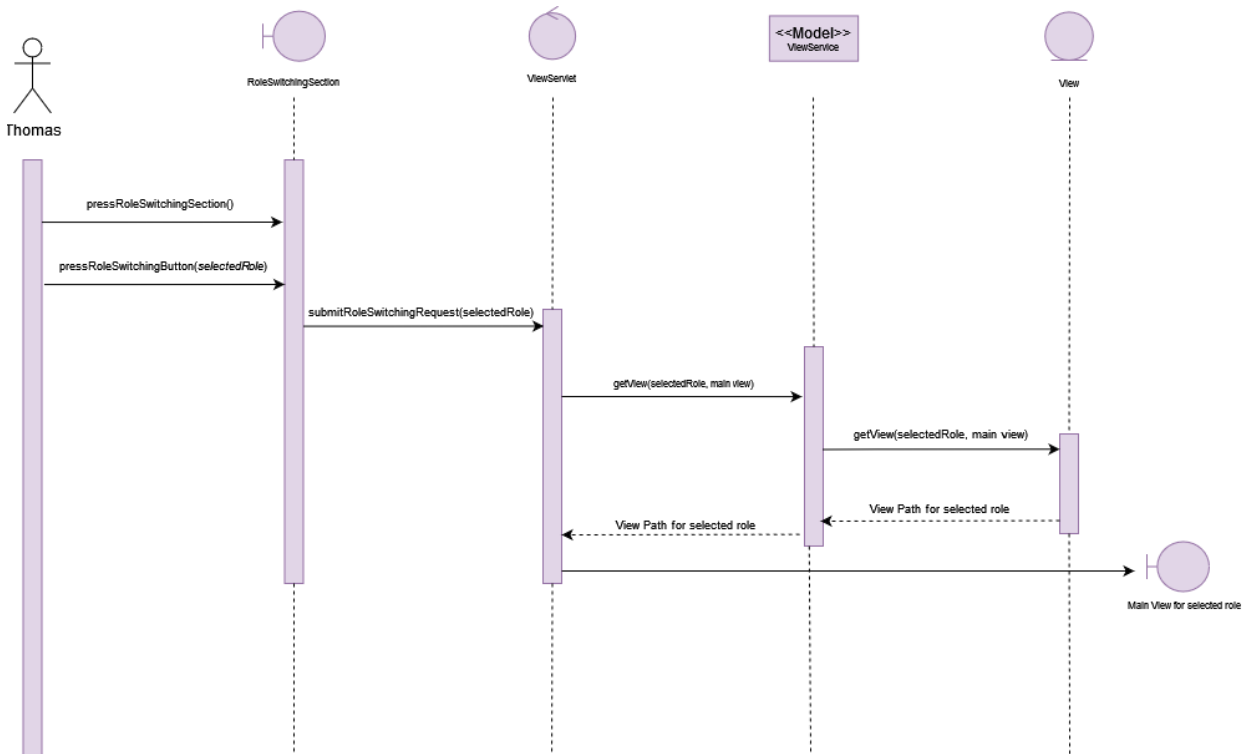 <<Model>>
ViewService
RoleSwitchingSection
ViewServlet
View
Thomas
pressRoleSwitchingSection()
pressRoleSwitchingButton(selectedRole)
submitRoleSwitchingRequest(selectedRole)
getView(selectedRole, main view)
getView(selectedRole, main view)
View Path for selected role
View Path for selected role
Main View for selected role